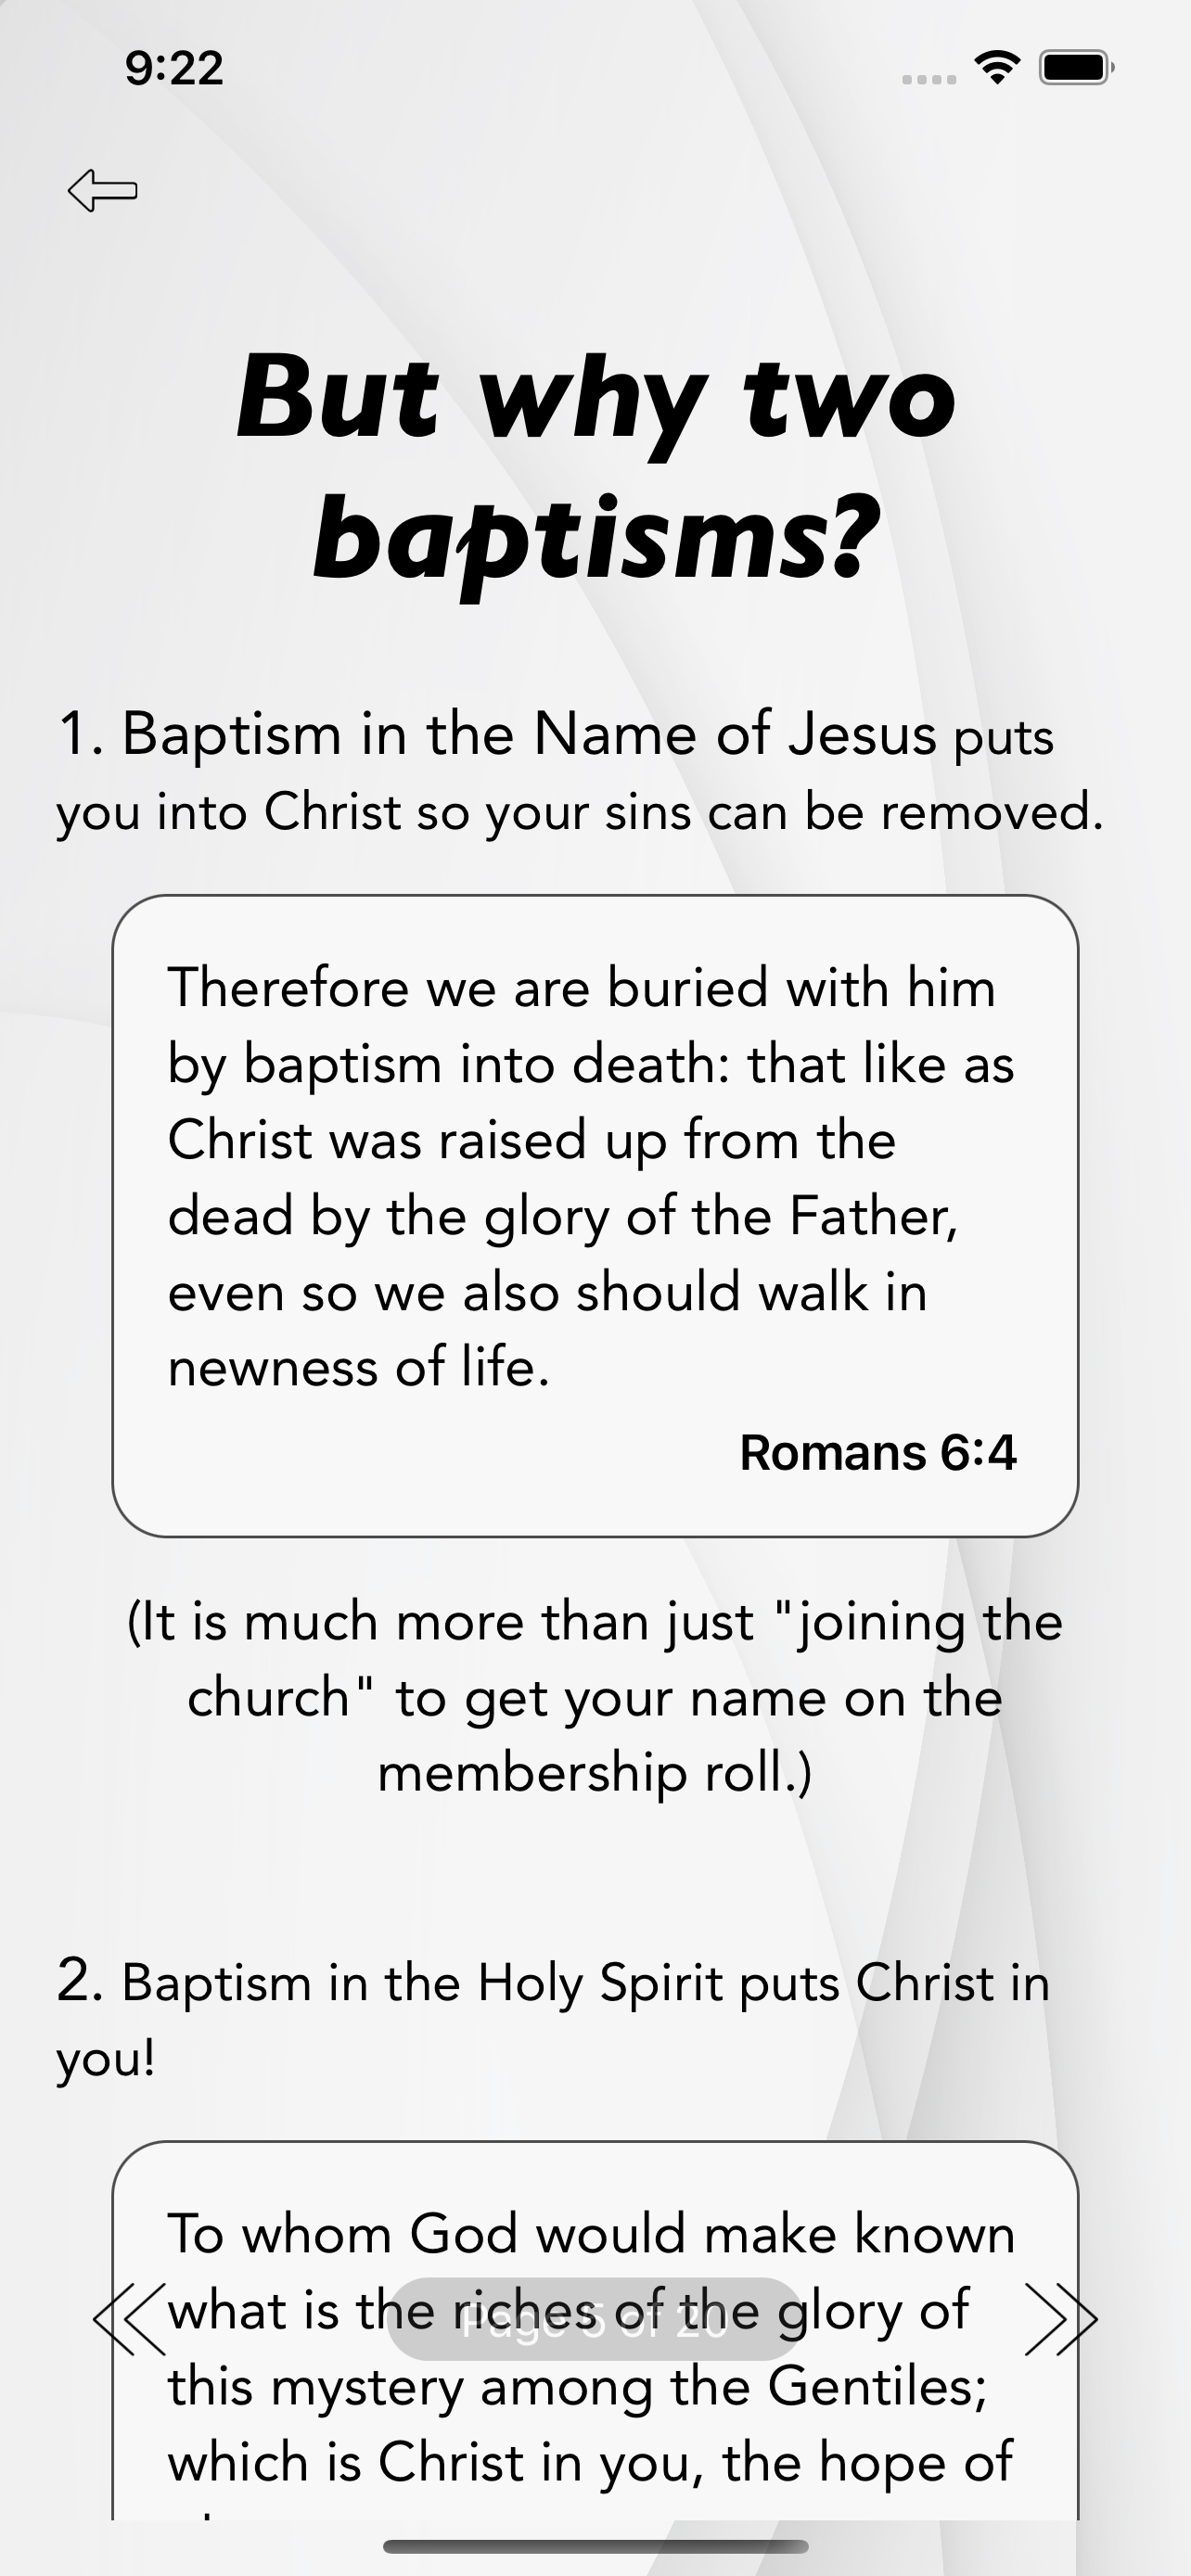 9:22
But why two
baptisms?
1. Baptism in the Name of Jesus puts
you into Christ so your sins can be removed.
Therefore we are buried with him
by baptism into death: that like as
Christ was raised up from the
dead by the glory of the Father,
even so we also should walk in
newness of life.
Romans 6:4
(It is much more than just "joining the
church" to get your name on the
membership roll.)
2. Baptism in the Holy Spirit puts Christ in
you!
To whom God would make known
what is the riches of the glory of
Page 5 of 20
this mystery among the Gentiles;
which is Christ in you, the hope of